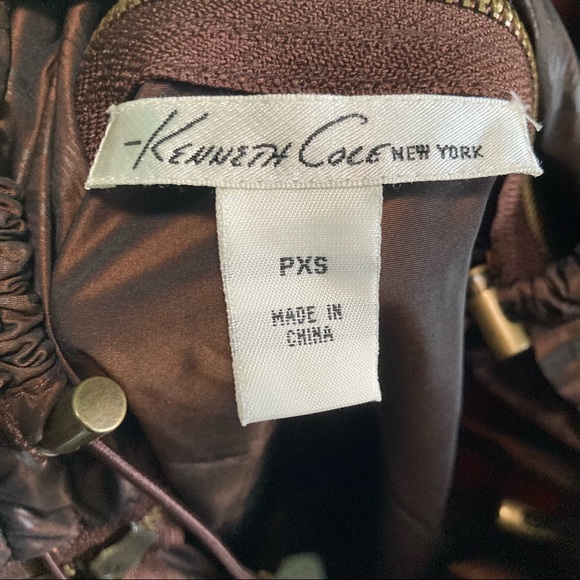 Kenneth Cole NEW YORK
PXS
MADE IN
CHINA